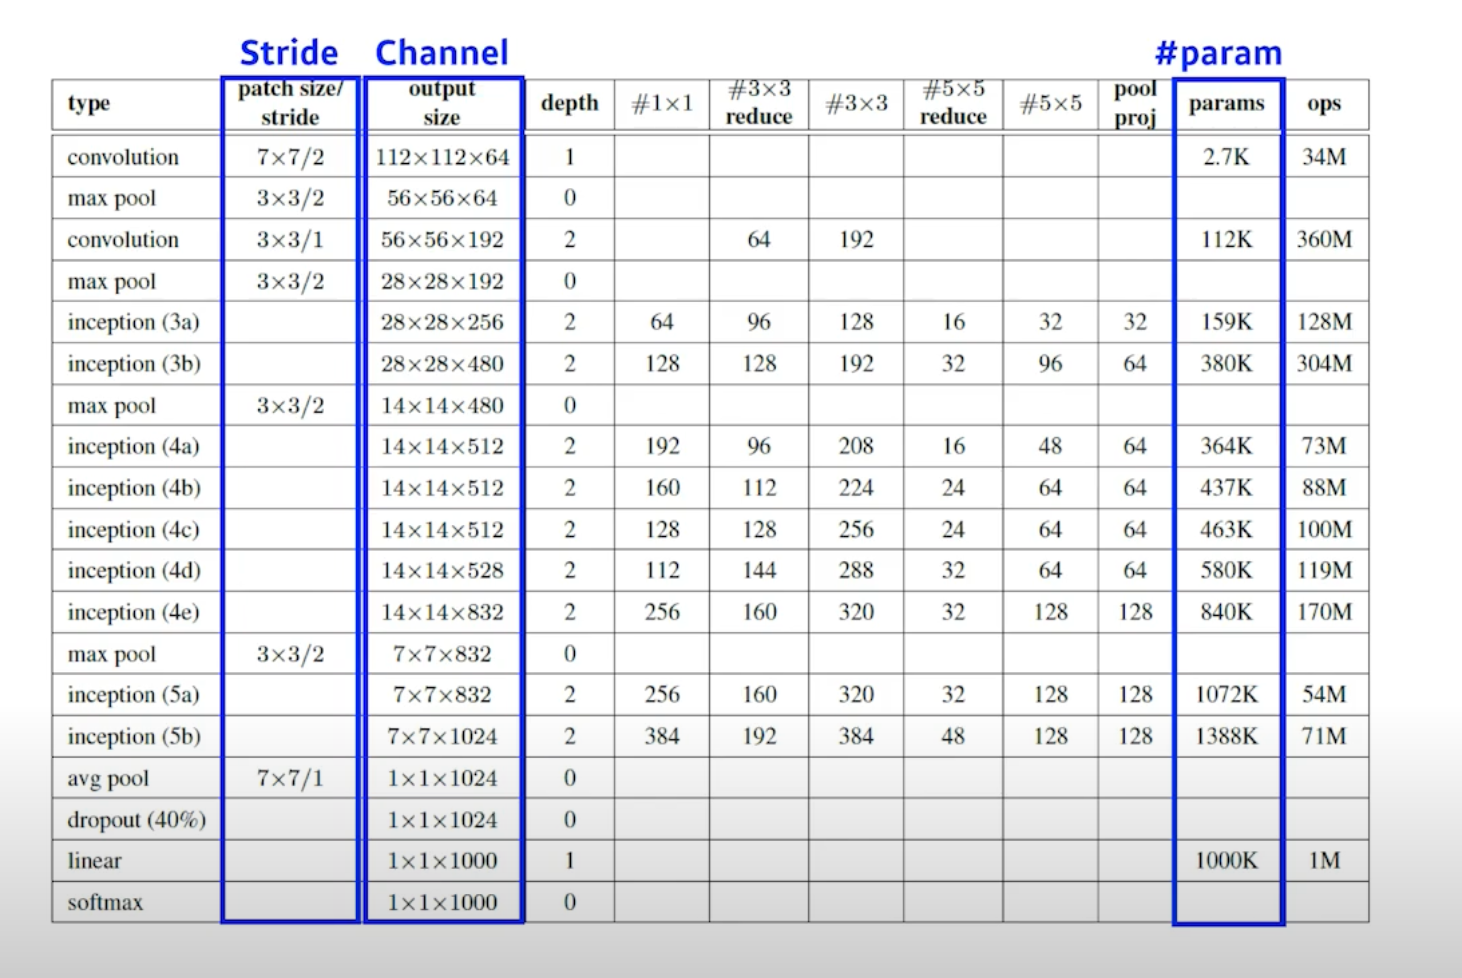 Stride Channel #param
type patch size/ stride output size depth #1×1 #3×3 reduce #3×3 #5×5 reduce #5×5 pool proj params ops
convolution 7×7/2 112×112×64 1 2.7K 34M
max pool 3×3/2 56×56×64 0
convolution 3×3/1 56×56×192 2 64 192 112K 360M
max pool 3×3/2 28×28×192 0
inception (3a) 28×28×256 2 64 96 128 16 32 32 159K 128M
inception (3b) 28×28×480 2 128 128 192 32 96 64 380K 304M
max pool 3×3/2 14×14×480 0
inception (4a) 14×14×512 2 192 96 208 16 48 64 364K 73M
inception (4b) 14×14×512 2 160 112 224 24 64 64 437K 88M
inception (4c) 14×14×512 2 128 128 256 24 64 64 463K 100M
inception (4d) 14×14×528 2 112 144 288 32 64 64 580K 119M
inception (4e) 14×14×832 2 256 160 320 32 128 128 840K 170M
max pool 3×3/2 7×7×832 0
inception (5a) 7×7×832 2 256 160 320 32 128 128 1072K 54M
inception (5b) 7×7×1024 2 384 192 384 48 128 128 1388K 71M
avg pool 7×7/1 1×1×1024 0
dropout (40%) 1×1×1024 0
linear 1×1×1000 1 1000K 1M
softmax 1×1×1000 0